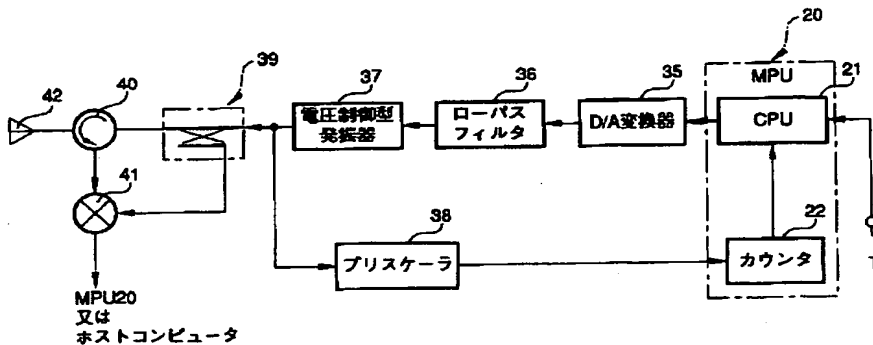 20
39
37
36
35
MPU
21
42
40
電圧制御型
発振器
ローパス
フィルタ
D/A変換器
CPU
41
38
22
プリスケーラ
カウンタ
MPU20
又は
ホストコンピュータ